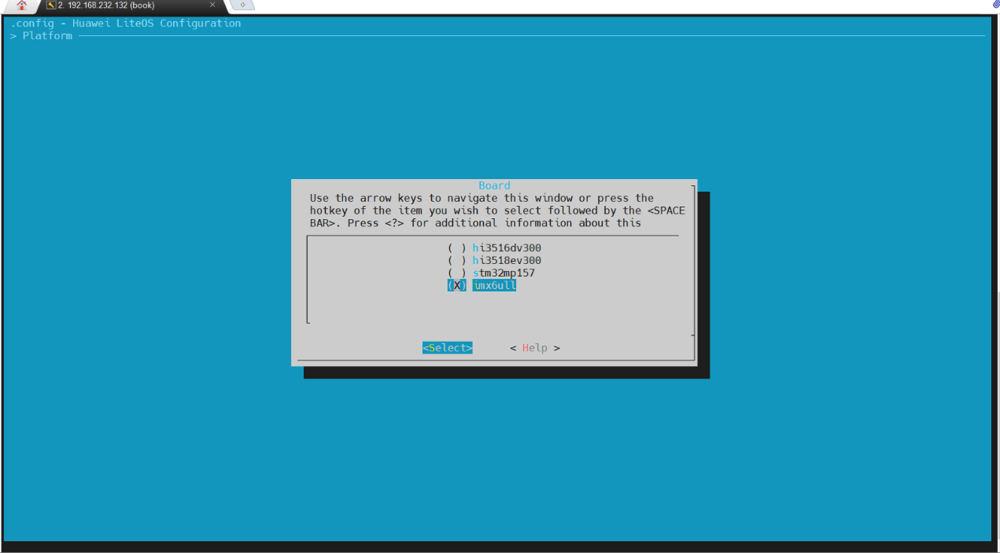 2. 192.168.232.132 (book)
.config - Huawei LiteOS Configuration
> Platform
Board
Use the arrow keys to navigate this window or press the
hotkey of the item you wish to select followed by the <SPACE
BAR>. Press <?> for additional information about this
( ) hi3516dv300
( ) hi3518ev300
( ) stm32mp157
(X) imx6ull
<Select> < Help >